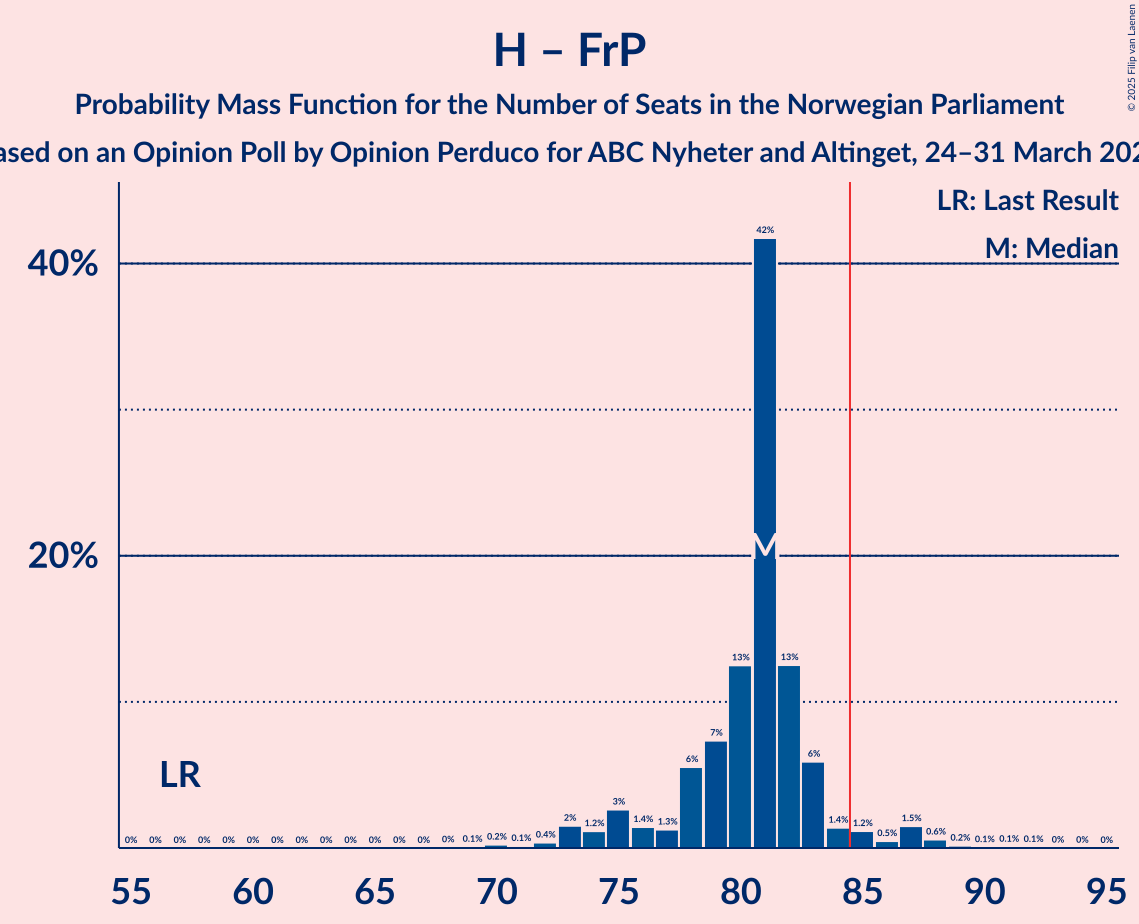 H – FrP
Probability Mass Function for the Number of Seats in the Norwegian Parliament
on an Opinion Poll by Opinion Perduco for ABC Nyheter and Altinget, 24–31 March
© 2025 Filip van Laenen
LR: Last Result
M: Median
40%
20%
42%
M
LR
0% 0% 0% 0% 0% 0% 0% 0% 0% 0% 0% 0% 0% 0% 0.1% 0.2% 0.1% 0.4% 2% 1.2% 3% 1.4% 1.3% 6% 7% 13% 13% 6% 1.4% 1.2% 0.5% 1.5% 0.6% 0.2% 0.1% 0.1% 0.1% 0% 0% 0%
55 60 65 70 75 80 85 90 95